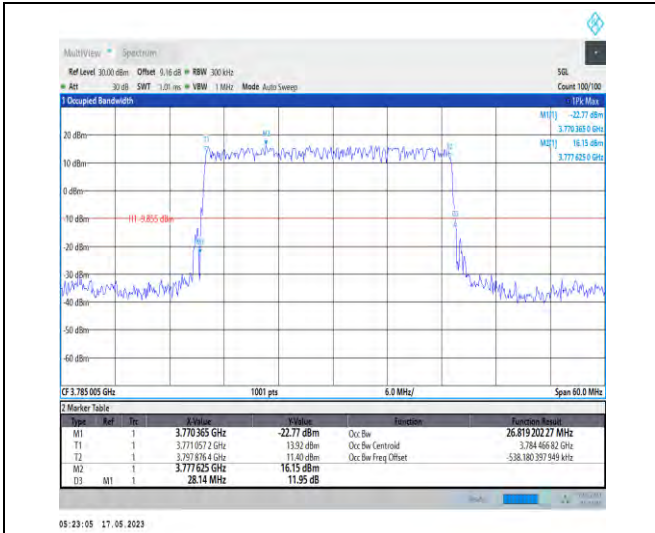 MultiView Spectrum
Ref Level 30.00 dBm Offset 9.16 dB RBW 300 kHz SGL
Att 30 dB SWT 1.01 ms VBW 1 MHz Mode Auto Sweep Count 100/100
1 Occupied Bandwidth 1Pk Max
M1[1] -22.77 dBm
3.770 365 0 GHz
20 dBm
M2[1] 16.15 dBm
3.777 625 0 GHz
T1
M2
T2
10 dBm
0 dBm
-10 dBm
H1 -9.855 dBm
D3
-20 dBm
M1
-30 dBm
-40 dBm
-50 dBm
-60 dBm
CF 3.785 005 GHz 1001 pts 6.0 MHz/ Span 60.0 MHz
2 Marker Table
Type Ref Trc X-Value Y-Value Function Function Result
M1 1 3.770 365 GHz -22.77 dBm Occ Bw 26.819 202 27 MHz
T1 1 3.771 057 2 GHz 13.92 dBm Occ Bw Centroid 3.784 466 82 GHz
T2 1 3.797 876 4 GHz 11.40 dBm Occ Bw Freq Offset -538.180 397 949 kHz
M2 1 3.777 625 GHz 16.15 dBm
D3 M1 1 28.14 MHz 11.95 dB
05:23:05 17.05.2023